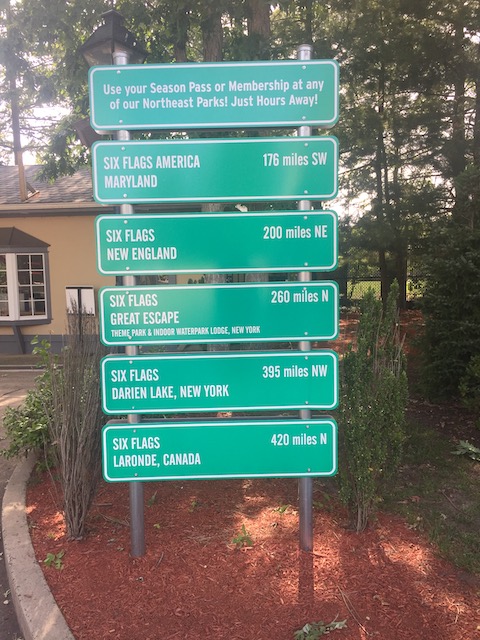 Use your Season Pass or Membership at any
of our Northeast Parks! Just Hours Away!
SIX FLAGS AMERICA 176 miles SW
MARYLAND
SIX FLAGS 200 miles NE
NEW ENGLAND
SIX FLAGS 260 miles N
GREAT ESCAPE
THEME PARK & INDOOR WATERPARK LODGE, NEW YORK
SIX FLAGS 395 miles NW
DARIEN LAKE, NEW YORK
SIX FLAGS 420 miles N
LARONDE, CANADA